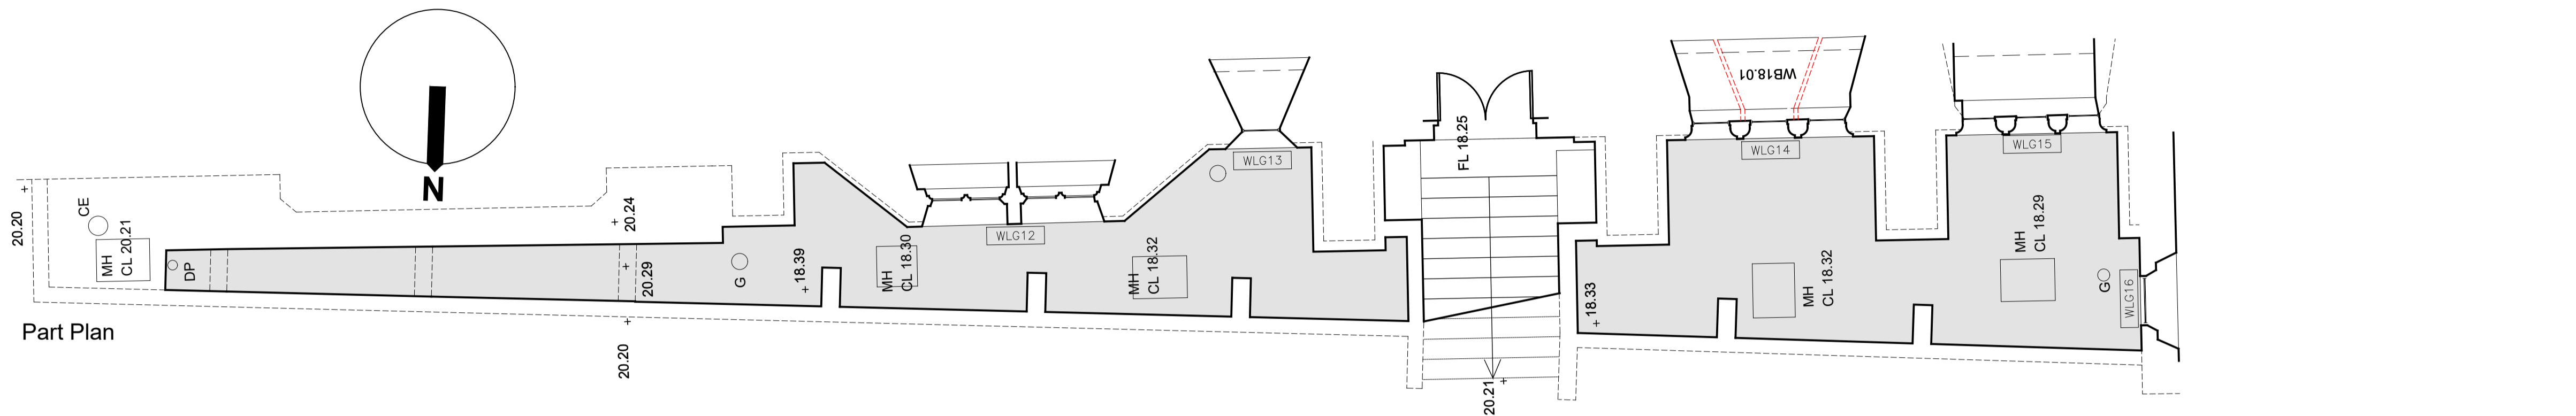 20.20
CE
MH
CL 20.21
DP
N
20.24
20.29
20.20
G
18.39
MH
CL 18.30
WLG12
MH
CL 18.32
WLG13
FL 18.25
20.21
18.33
WB18.01
WLG14
MH
CL 18.32
WLG15
MH
CL 18.29
G
WLG16
Part Plan